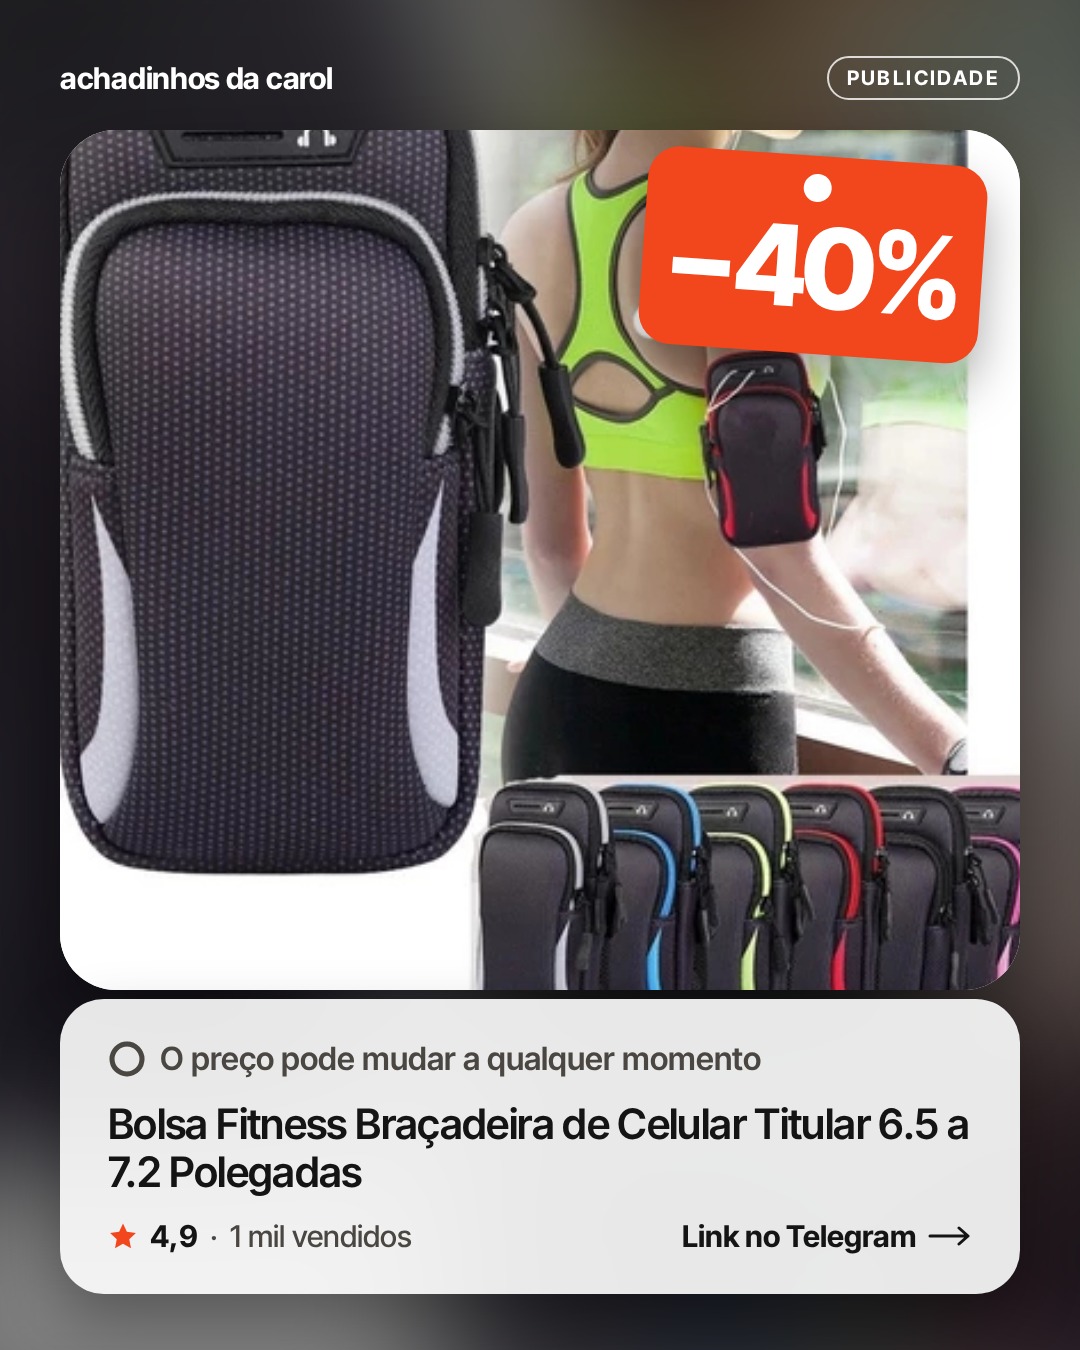 achadinhos da carol
PUBLICIDADE
–40%
O preço pode mudar a qualquer momento
Bolsa Fitness Braçadeira de Celular Titular 6.5 a
7.2 Polegadas
4,9 · 1 mil vendidos
Link no Telegram →